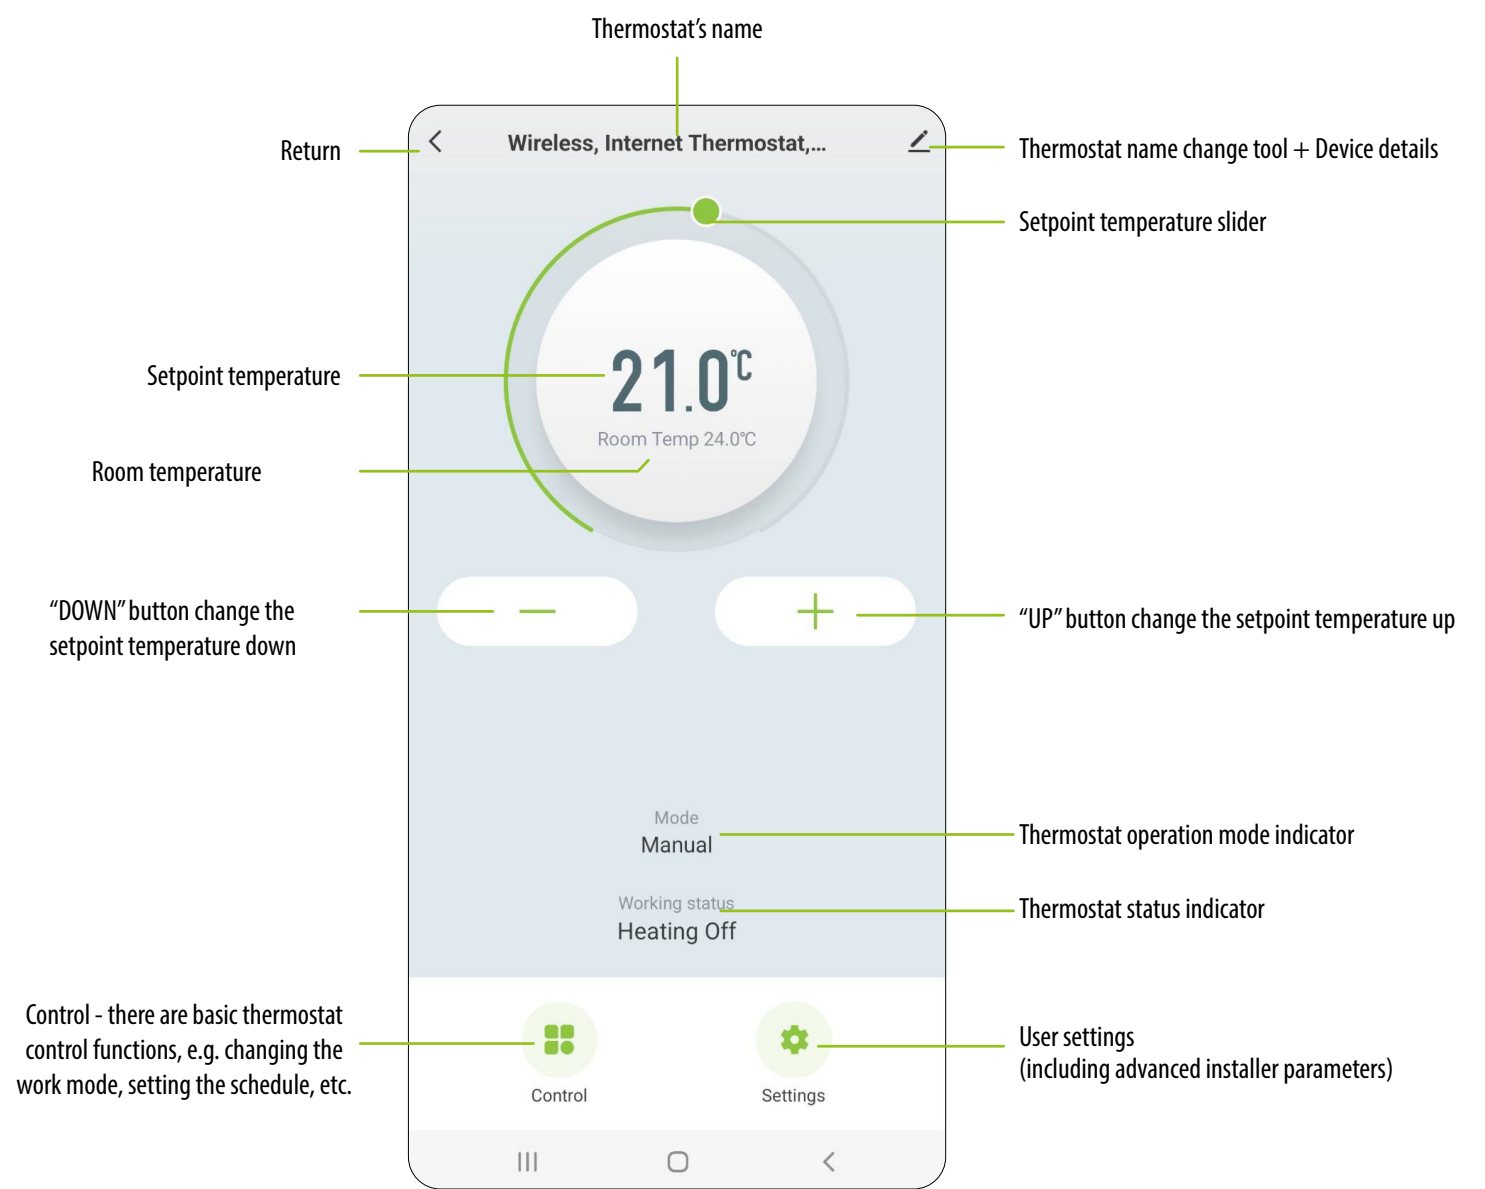 Thermostat's name
Return
Wireless, Internet Thermostat,...
Thermostat name change tool + Device details
Setpoint temperature slider
Setpoint temperature
21.0°C
Room Temp 24.0°C
Room temperature
“DOWN” button change the
setpoint temperature down
“UP” button change the setpoint temperature up
Mode
Manual
Thermostat operation mode indicator
Working status
Heating Off
Thermostat status indicator
Control - there are basic thermostat
control functions, e.g. changing the
work mode, setting the schedule, etc.
Control
Settings
User settings
(including advanced installer parameters)